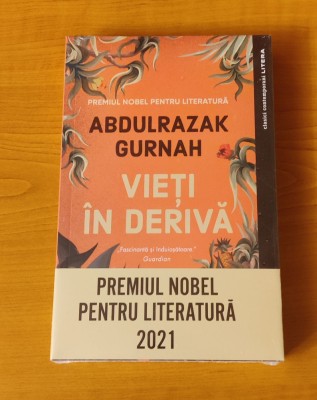 PREMIUL NOBEL PENTRU LITERATURĂ
ABDULRAZAK
GURNAH
VIEȚI
ÎN DERIVĂ
„Fascinantă și înduioșătoare.”
Guardian
clasici contemporani LITERA
PREMIUL NOBEL
PENTRU LITERATURĂ
2021